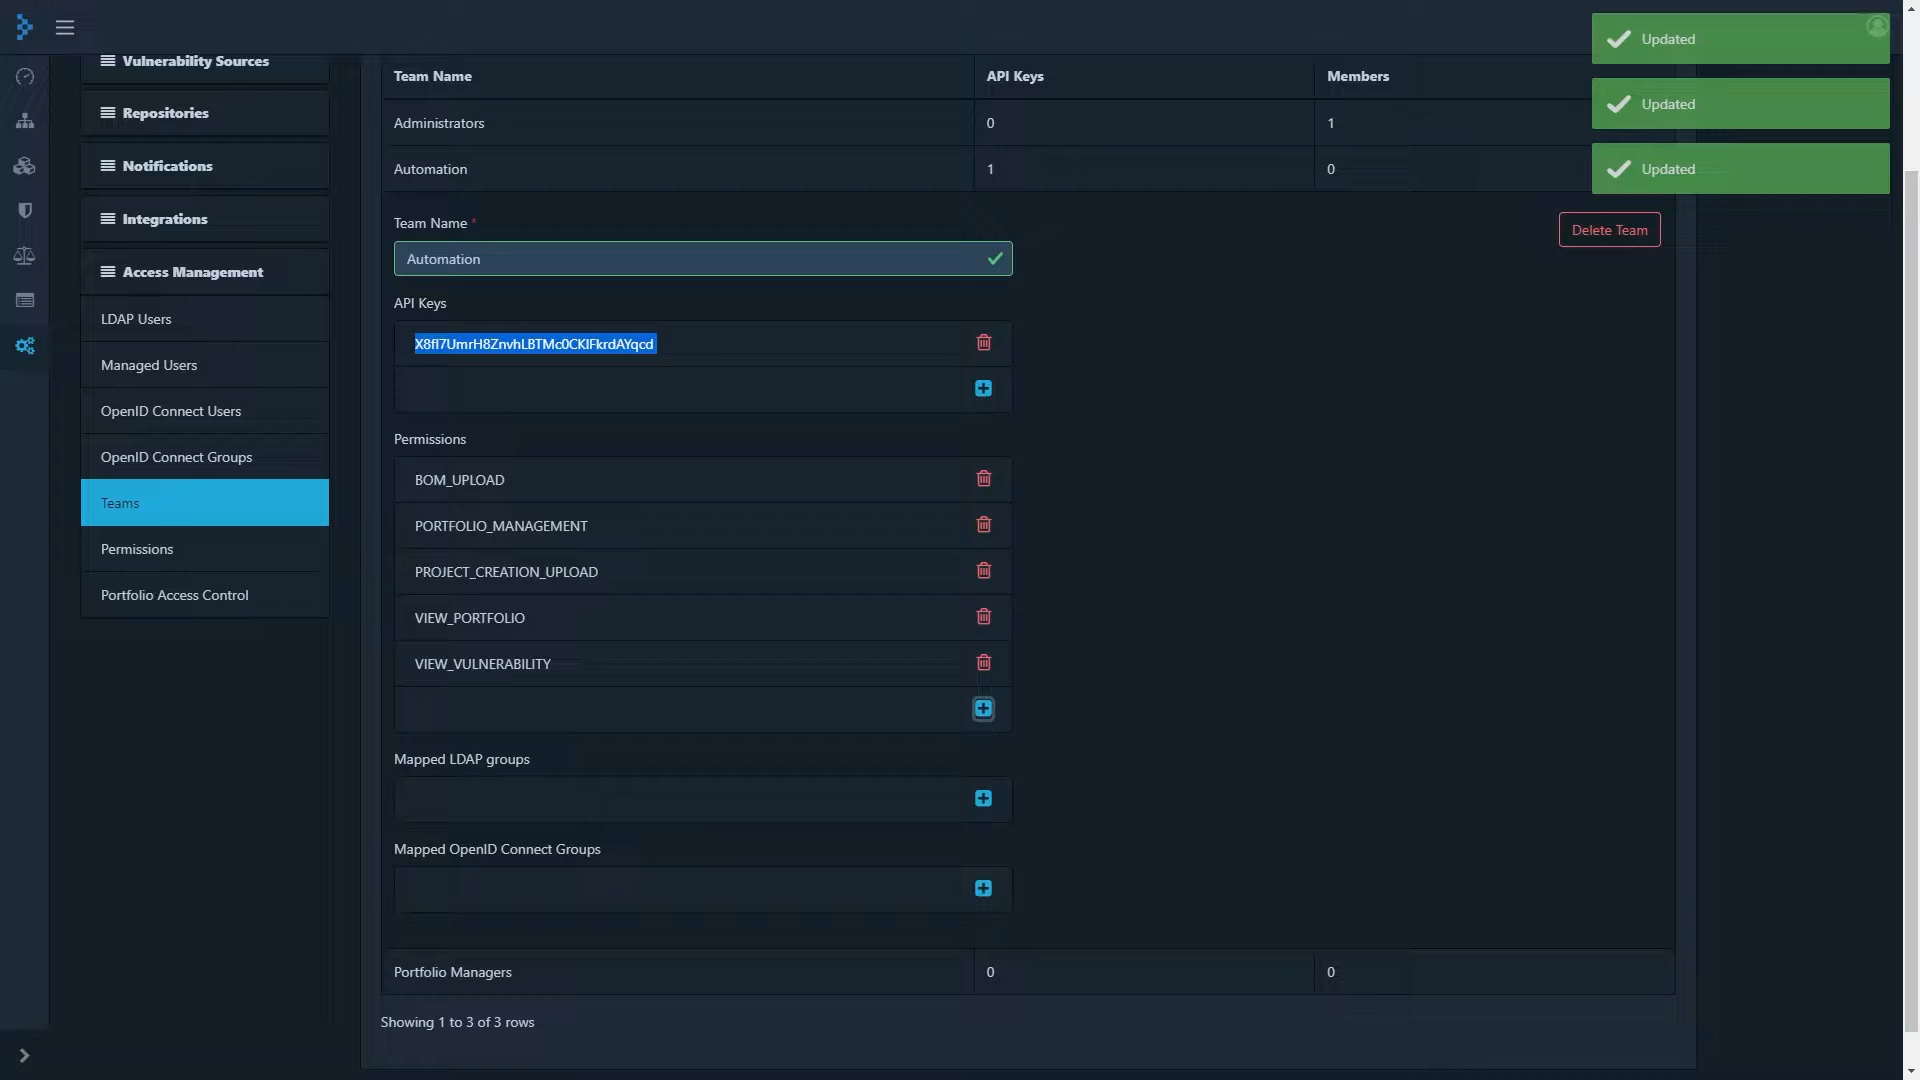 Updated
Updated
Updated
Vulnerability Sources
Repositories
Notifications
Integrations
Access Management
LDAP Users
Managed Users
OpenID Connect Users
OpenID Connect Groups
Teams
Permissions
Portfolio Access Control
Team Name API Keys Members
Administrators 0 1
Automation 1 0
Team Name *
Delete Team
Automation
API Keys
Permissions
BOM_UPLOAD
PORTFOLIO_MANAGEMENT
PROJECT_CREATION_UPLOAD
VIEW_PORTFOLIO
VIEW_VULNERABILITY
Mapped LDAP groups
Mapped OpenID Connect Groups
Portfolio Managers 0 0
Showing 1 to 3 of 3 rows